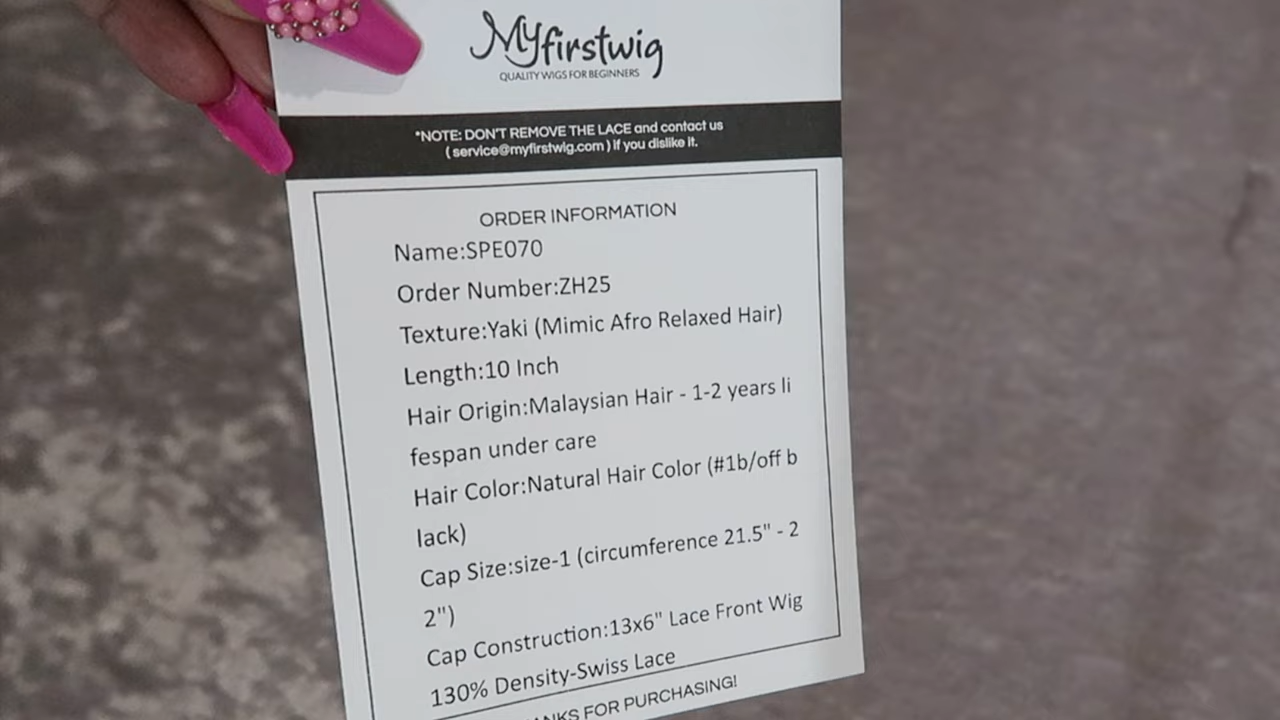 Myfirstwig
QUALITY WIGS FOR BEGINNERS
*NOTE: DON'T REMOVE THE LACE and contact us
( service@myfirstwig.com ) if you dislike it.
ORDER INFORMATION
Name:SPE070
Order Number:ZH25
Texture:Yaki (Mimic Afro Relaxed Hair)
Length:10 Inch
Hair Origin:Malaysian Hair - 1-2 years li
fespan under care
Hair Color:Natural Hair Color (#1b/off b
lack)
Cap Size:size-1 (circumference 21.5" - 2
2")
Cap Construction:13x6" Lace Front Wig
130% Density-Swiss Lace
FOR PURCHASING!